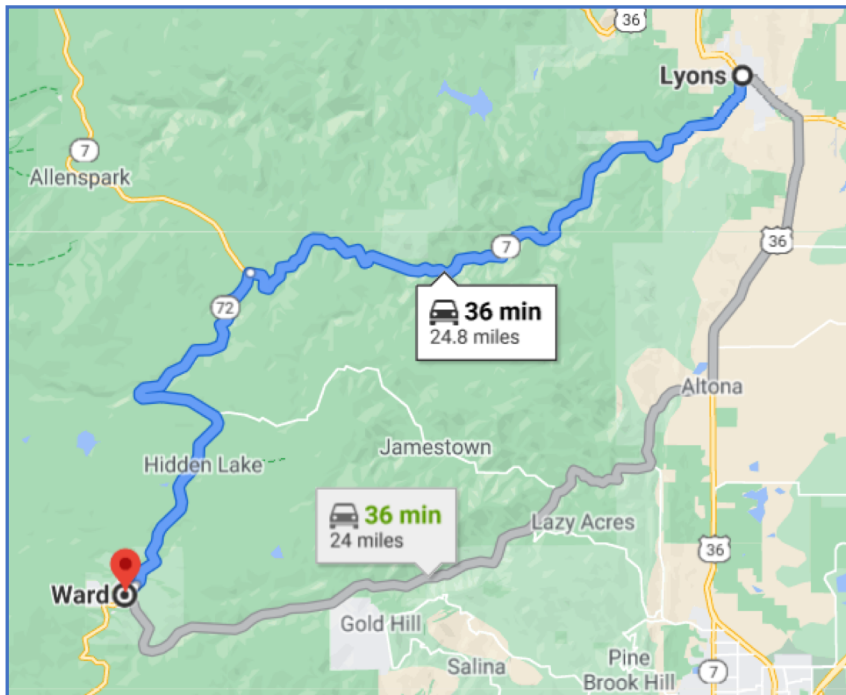 36
Lyons
7
Allenspark
36
7
72
36 min
24.8 miles
Altona
Jamestown
Hidden Lake
36 min
24 miles
Lazy Acres
36
Ward
Gold Hill
Salina
Pine
Brook Hill
7